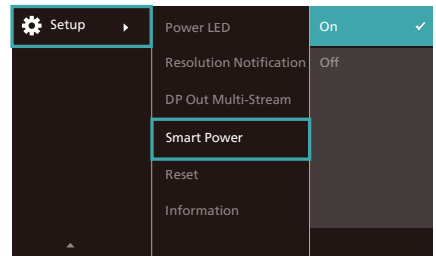 Setup
Power LED
Resolution Notification
DP Out Multi-Stream
Smart Power
Reset
Information
On
Off